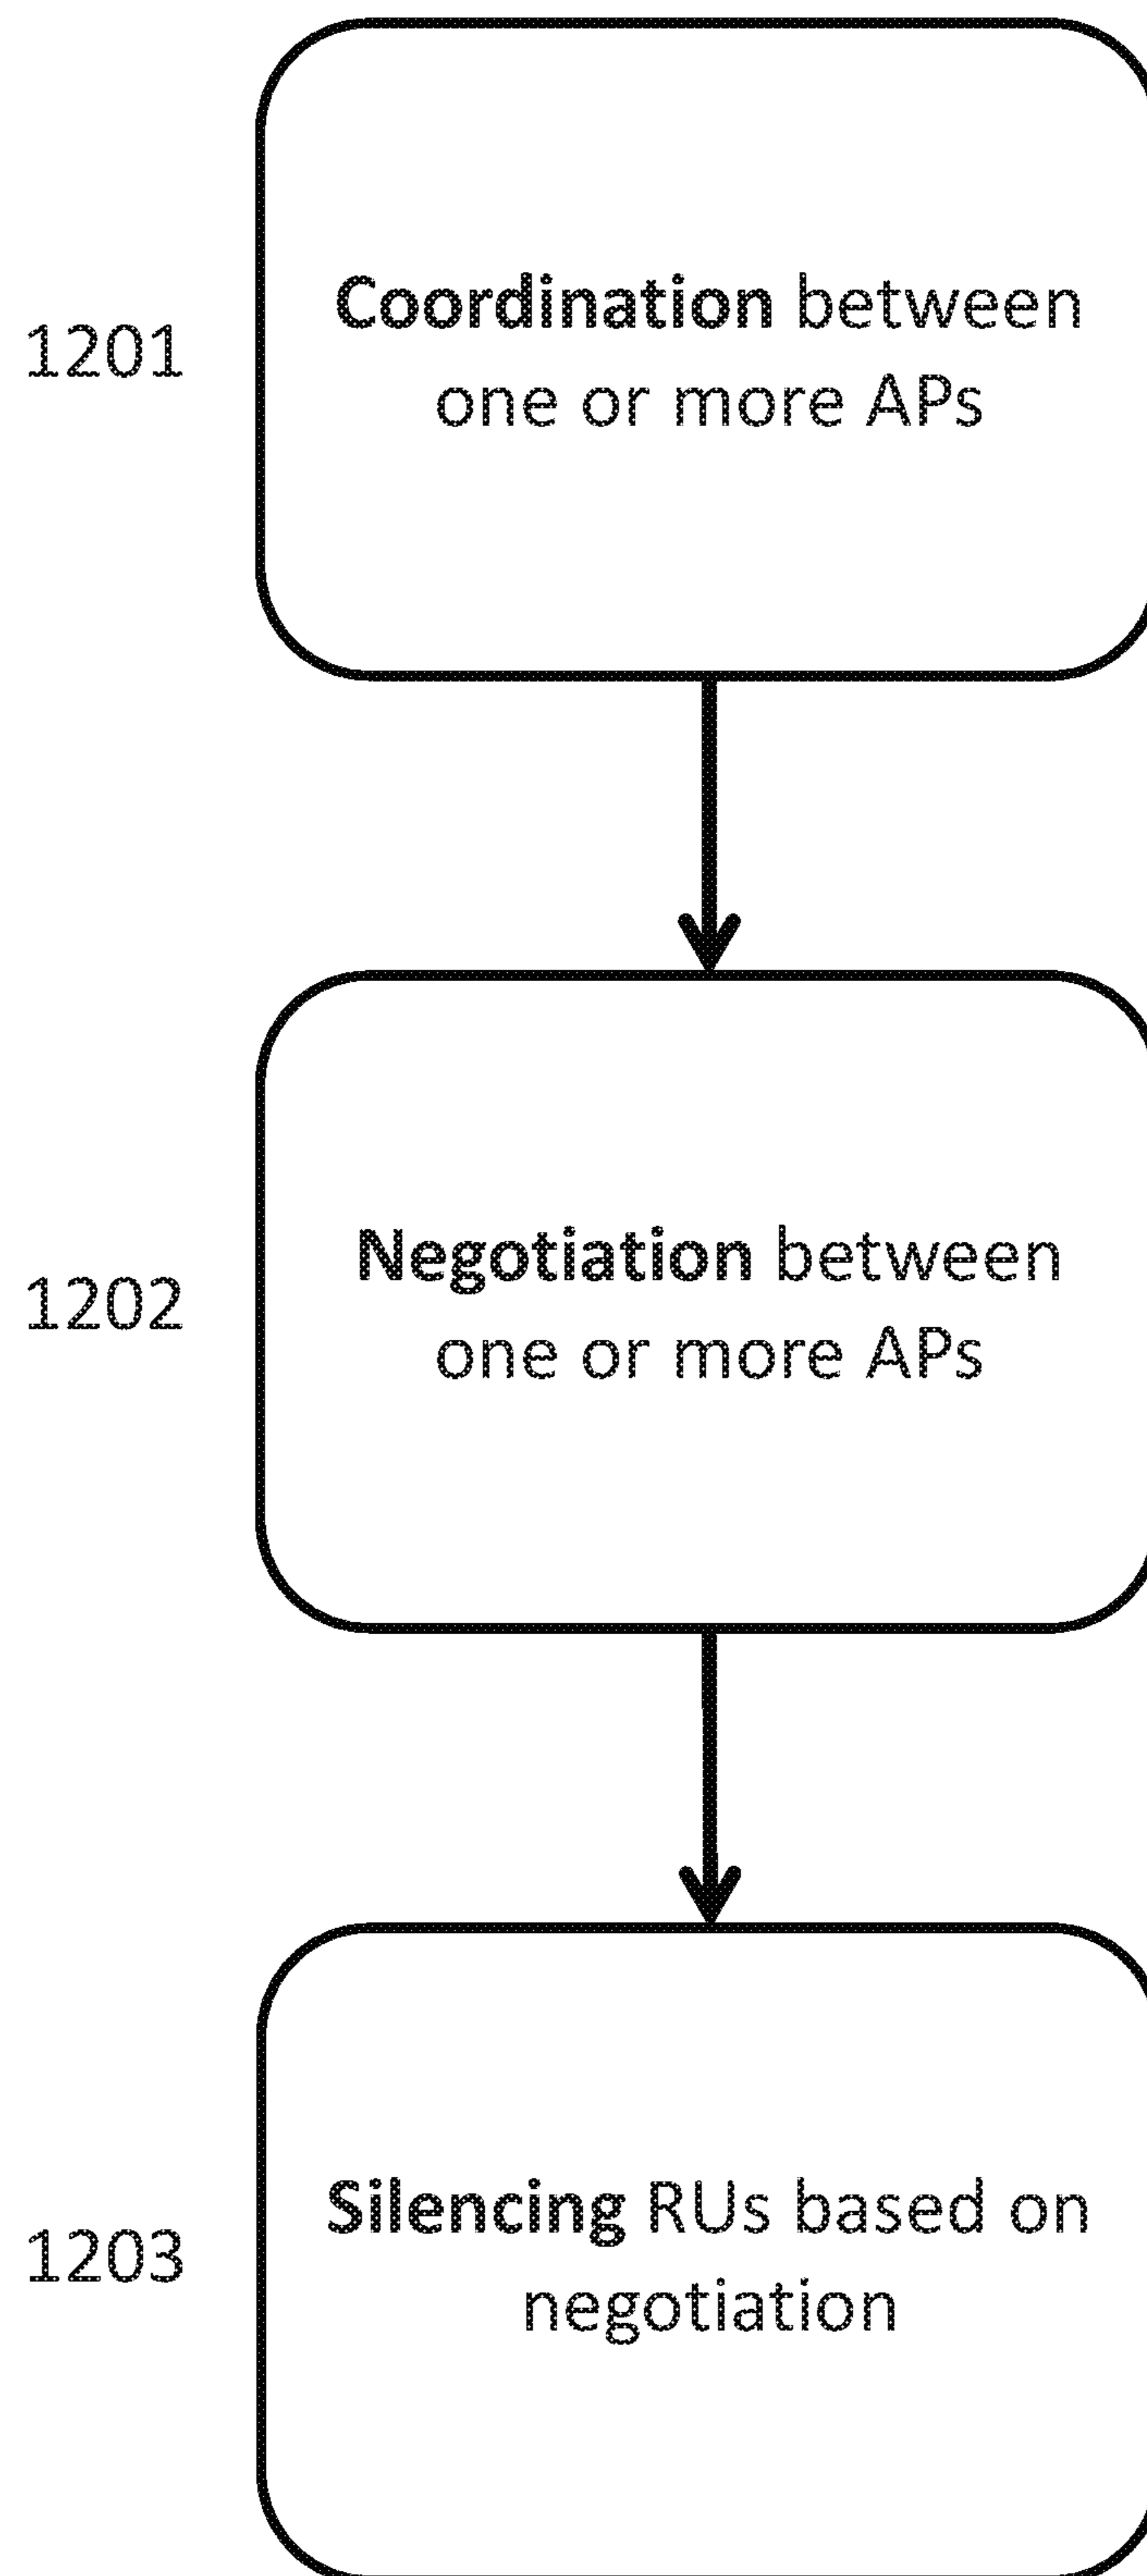 1201
Coordination between
one or more APs
1202
Negotiation between
one or more APs
1203
Silencing RUs based on
negotiation